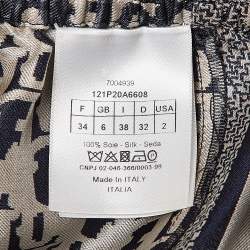 7004939
121P20A6608
F GB I D USA
34 6 38 32 2
100% Soie - Silk - Seda
CNPJ 02-046-366/0003-99
Made in ITALY
ITALIA